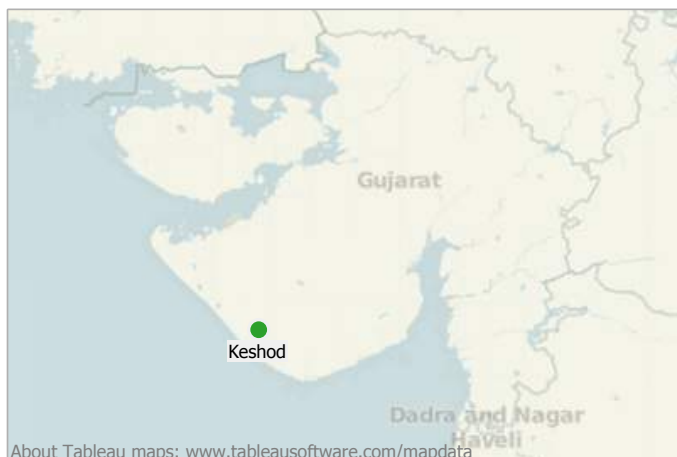 Gujarat
Keshod
Dadra and Nagar
Haveli
About Tableau maps: www.tableausoftware.com/mapdata